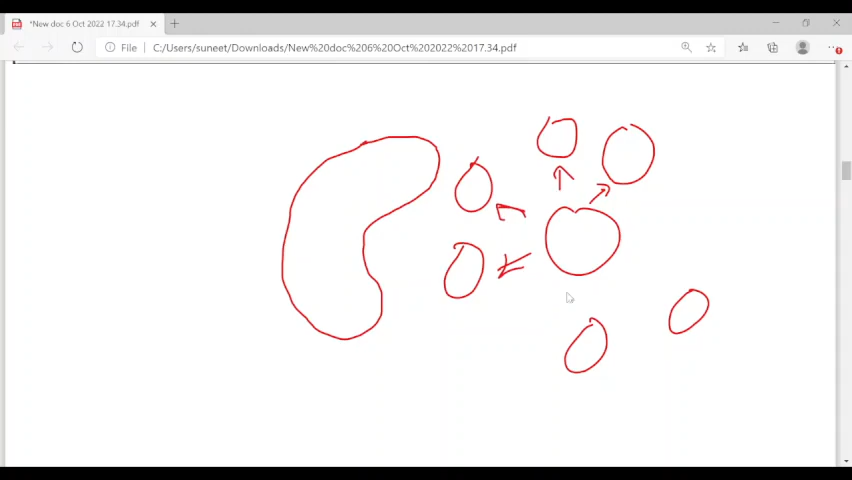 *New doc 6 Oct 2022 17.34.pdf
File C:/Users/suneet/Downloads/New%20doc%206%20Oct%202022%2017.34.pdf